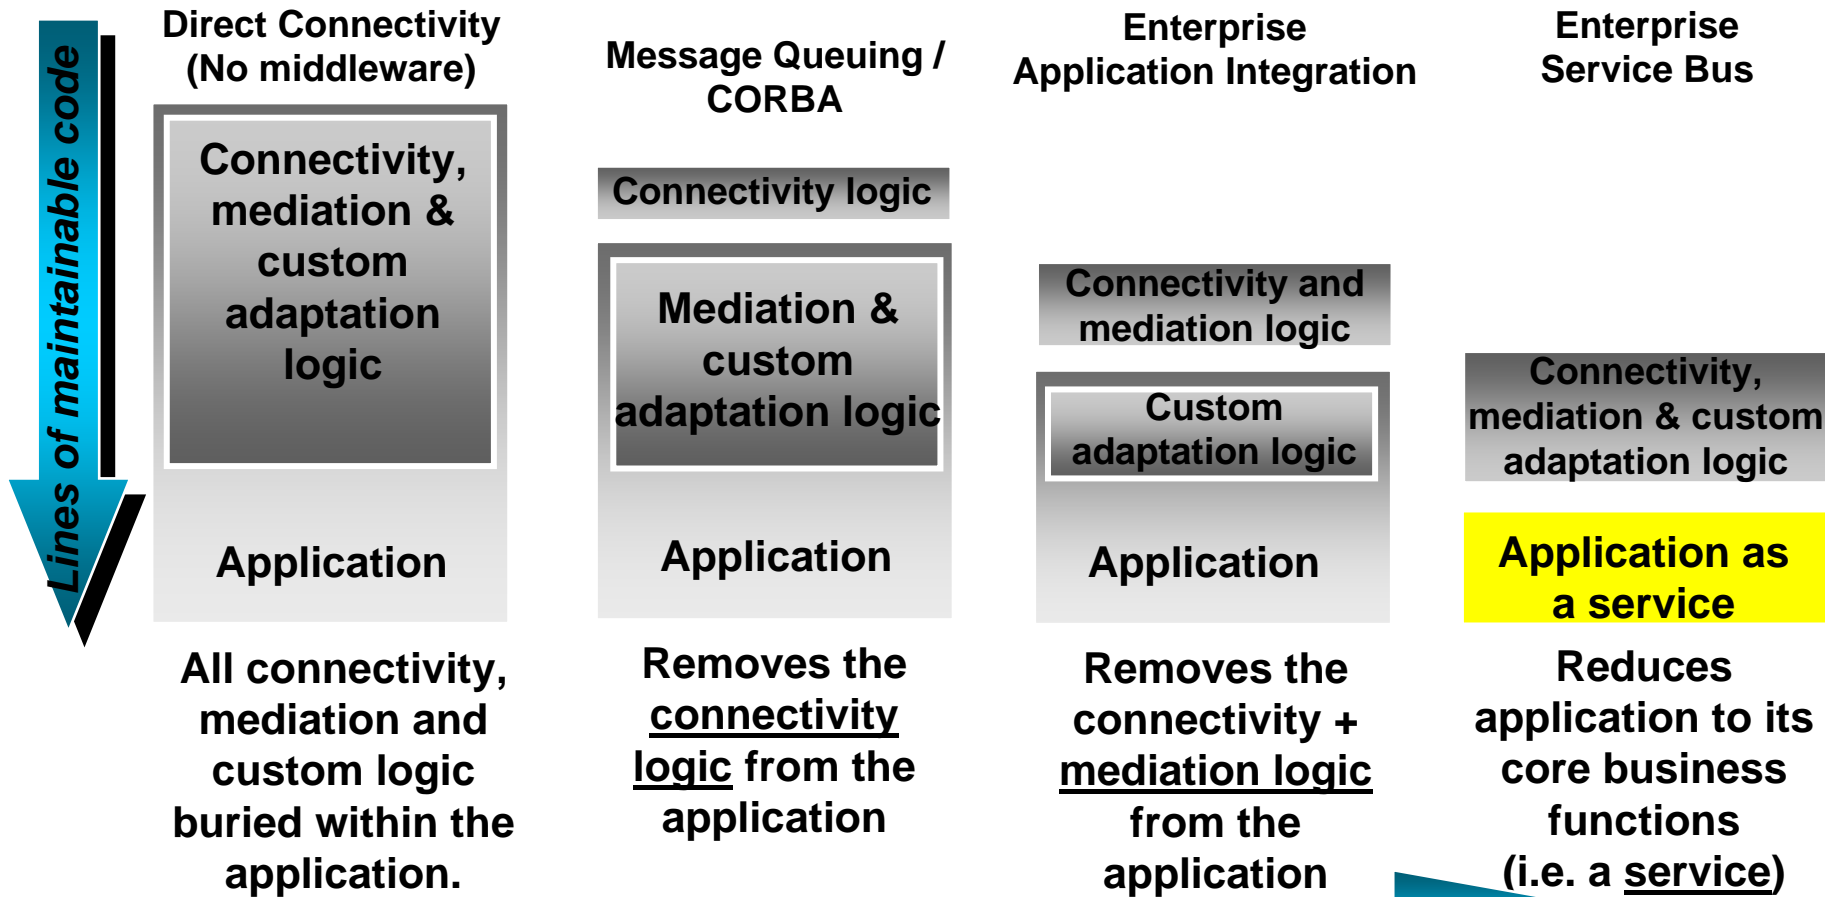 Lines of maintainable code
Direct Connectivity
(No middleware)
Connectivity,
mediation &
custom
adaptation
logic
Application
All connectivity,
mediation and
custom logic
buried within the
application.
Message Queuing /
CORBA
Connectivity logic
Mediation &
custom
adaptation logic
Application
Removes the
connectivity
logic from the
application
Enterprise
Application Integration
Connectivity and
mediation logic
Custom
adaptation logic
Application
Removes the
connectivity +
mediation logic
from the
application
Enterprise
Service Bus
Connectivity,
mediation & custom
adaptation logic
Application as
a service
Reduces
application to its
core business
functions
(i.e. a service)